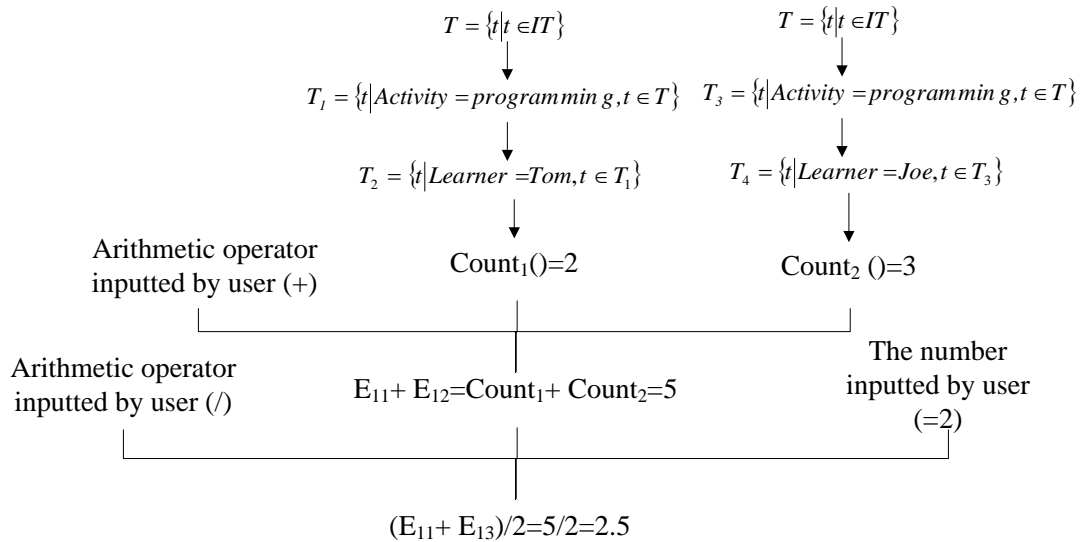 T = {t|t ∈IT}
T = {t|t ∈IT}
T₁ = {t|Activity = programmin g, t ∈ T}
T₃ = {t|Activity = programmin g, t ∈ T}
T₂ = {t|Learner =Tom, t ∈ T₁}
T₄ = {t|Learner =Joe, t ∈ T₃}
Arithmetic operator
inputted by user (+)
Count₁()=2
Count₂ ()=3
Arithmetic operator
inputted by user (/)
E₁₁+ E₁₂=Count₁+ Count₂=5
The number
inputted by user
(=2)
(E₁₁+ E₁₃)/2=5/2=2.5